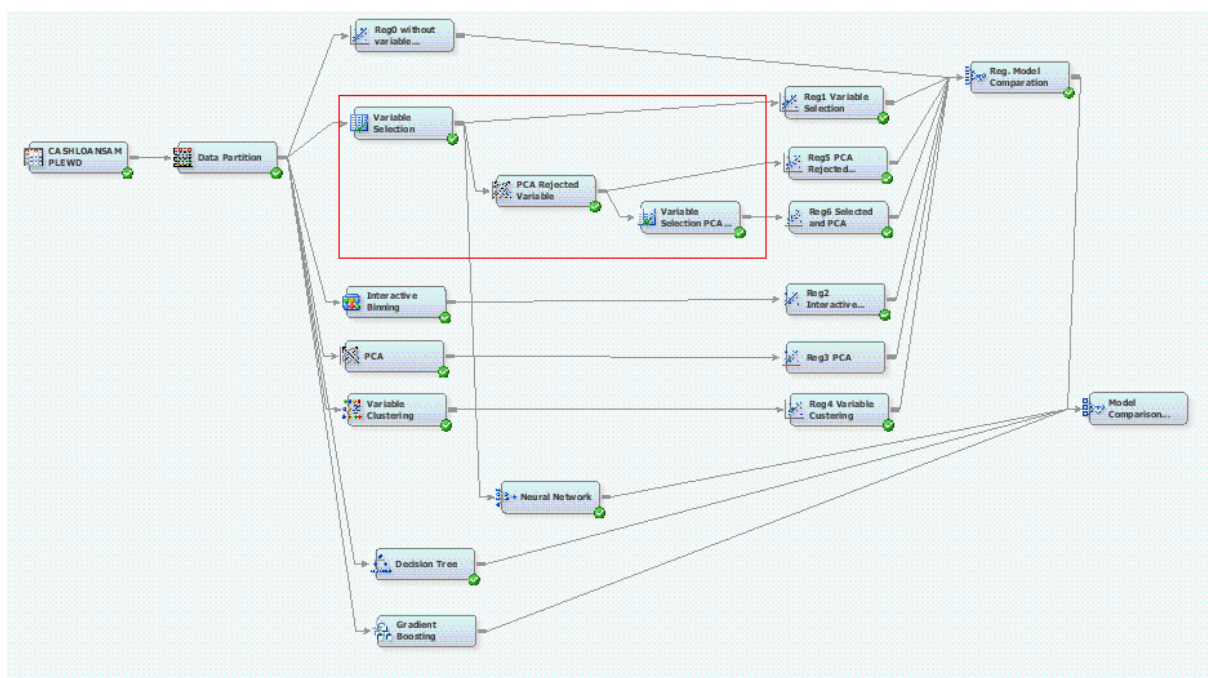 Reg0 without
variable...
Reg. Model
Comparation
Reg1 Variable
Selection
Variable
Selection
CASHLOANSAM
PLEWD
Data Partition
Reg5 PCA
Rejected...
PCA Rejected
Variable
Variable
Selection PCA...
Reg6 Selected
and PCA
Interactive
Binning
Reg2
Interactive...
PCA
Reg3 PCA
Variable
Clustering
Reg4 Variable
Custering
Model
Comparison...
Neural Network
Decision Tree
Gradient
Boosting